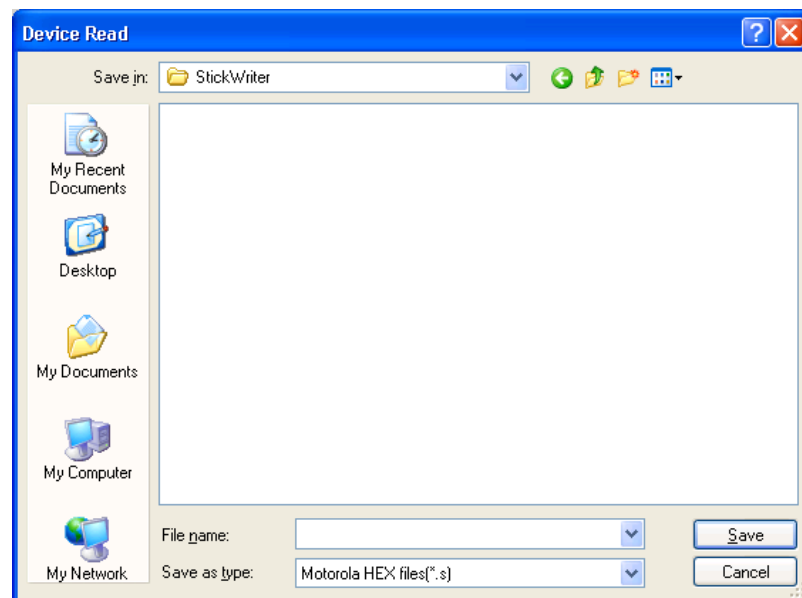 Device Read
Save in:
StickWriter
My Recent
Documents
Desktop
My Documents
My Computer
My Network
File name:
Save
Save as type:
Motorola HEX files(*.s)
Cancel